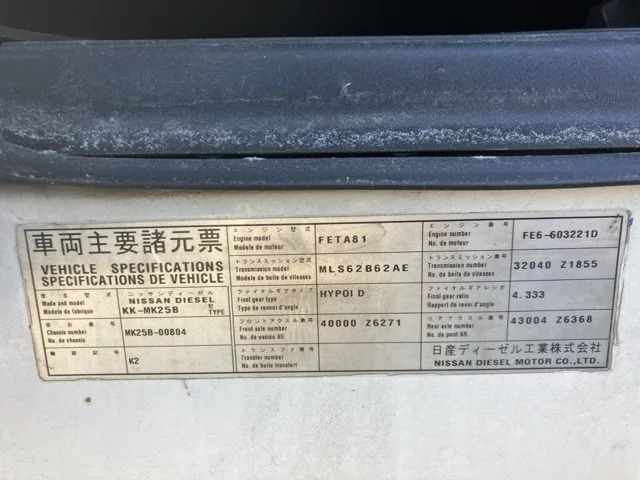 車両主要諸元票
VEHICLE SPECIFICATIONS
SPECIFICATIONS DE VEHICLE
Made and model
Modele de fabrique
ニッサンディーゼル
NISSAN DIESEL
KK-MK25B TYPE
車台番号
Chassis number
No. de chassis
MK25B-00804
K2
エンジン型式
Engine model
Modele de moteur
FETA81
エンジン番号
Engine number
No. de moteur
FE6-603221D
トランスミッション型式
Transmission model
Modele de boite de vitesses
MLS62B62AE
トランスミッション番号
Transmission number
No. de boite de vitesses
32040 Z1855
ファイナルギアタイプ
Final gear type
Type de renvoi d'angle
HYPOI D
ファイナルギアレシオ
Final gear ratio
Rapport de renvoi d'angle
4.333
フロントアクスル番号
Front axle number
No. de essieu AV.
40000 Z6271
リアアクスル番号
Rear axle number
No. de pool AR.
43004 Z6368
トランスファ番号
Transfer number
No. de boite transfert
日産ディーゼル工業株式会社
NISSAN DIESEL MOTOR CO.,LTD.